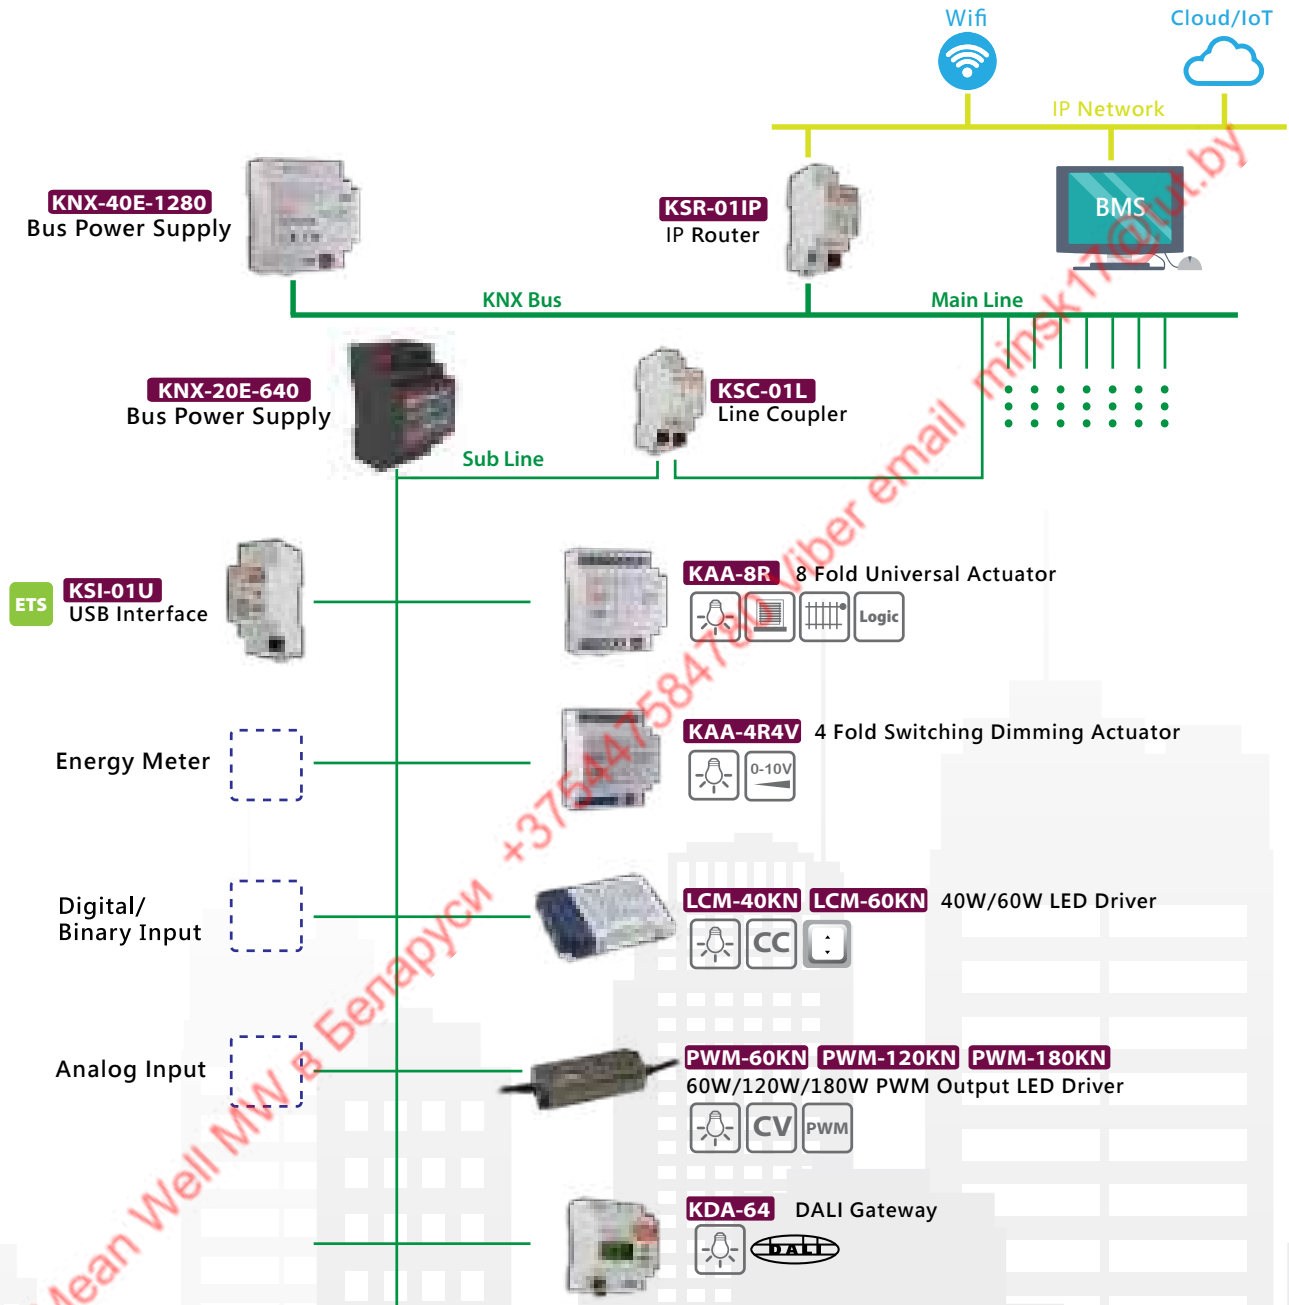 Wifi
Cloud/IoT
IP Network
KNX-40E-1280
Bus Power Supply
KSR-01IP
IP Router
BMS
KNX Bus
Main Line
KNX-20E-640
Bus Power Supply
KSC-01L
Line Coupler
Sub Line
ETS
KSI-01U
USB Interface
KAA-8R 8 Fold Universal Actuator
Logic
Energy Meter
KAA-4R4V 4 Fold Switching Dimming Actuator
0-10V
Digital/
Binary Input
LCM-40KN LCM-60KN 40W/60W LED Driver
CC
Analog Input
PWM-60KN PWM-120KN PWM-180KN
60W/120W/180W PWM Output LED Driver
CV PWM
KDA-64 DALI Gateway
DALI
Mean Well MW в Беларуси +375447584780 Viber email minsk17@tut.by